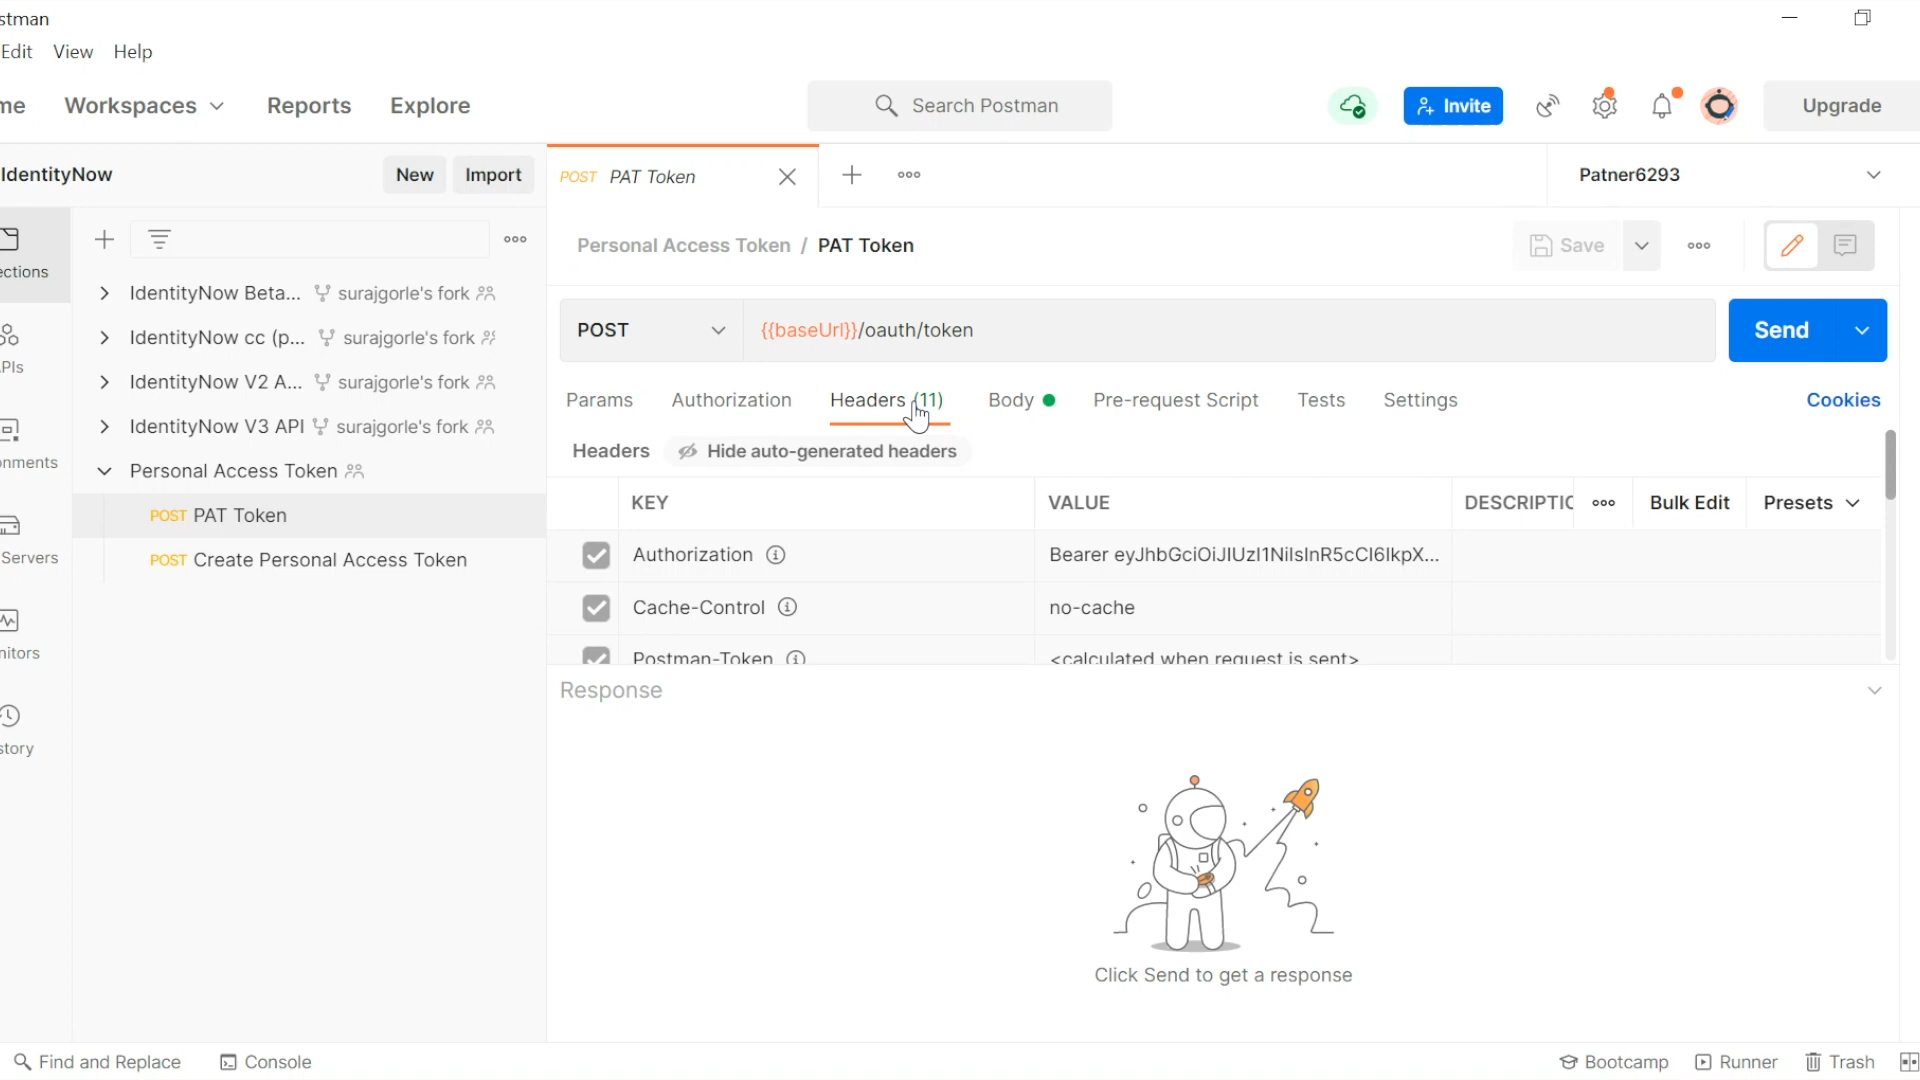 stman
Edit View Help
me Workspaces Reports Explore Search Postman Invite Upgrade
IdentityNow New Import POST PAT Token Patner6293
ections
Personal Access Token / PAT Token Save
IdentityNow Beta... surajgorle's fork
IdentityNow cc (p... surajgorle's fork
IdentityNow V2 A... surajgorle's fork
IdentityNow V3 API surajgorle's fork
Personal Access Token
POST PAT Token
POST Create Personal Access Token
PIs
onments
Servers
nitors
story
POST {{baseUrl}}/oauth/token Send
Params Authorization Headers (11) Body Pre-request Script Tests Settings Cookies
Headers Hide auto-generated headers
KEY VALUE DESCRIPTIO Bulk Edit Presets
Authorization
Cache-Control no-cache
Postman-Token <calculated when request is sent>
Response
Click Send to get a response
Find and Replace Console Bootcamp Runner Trash